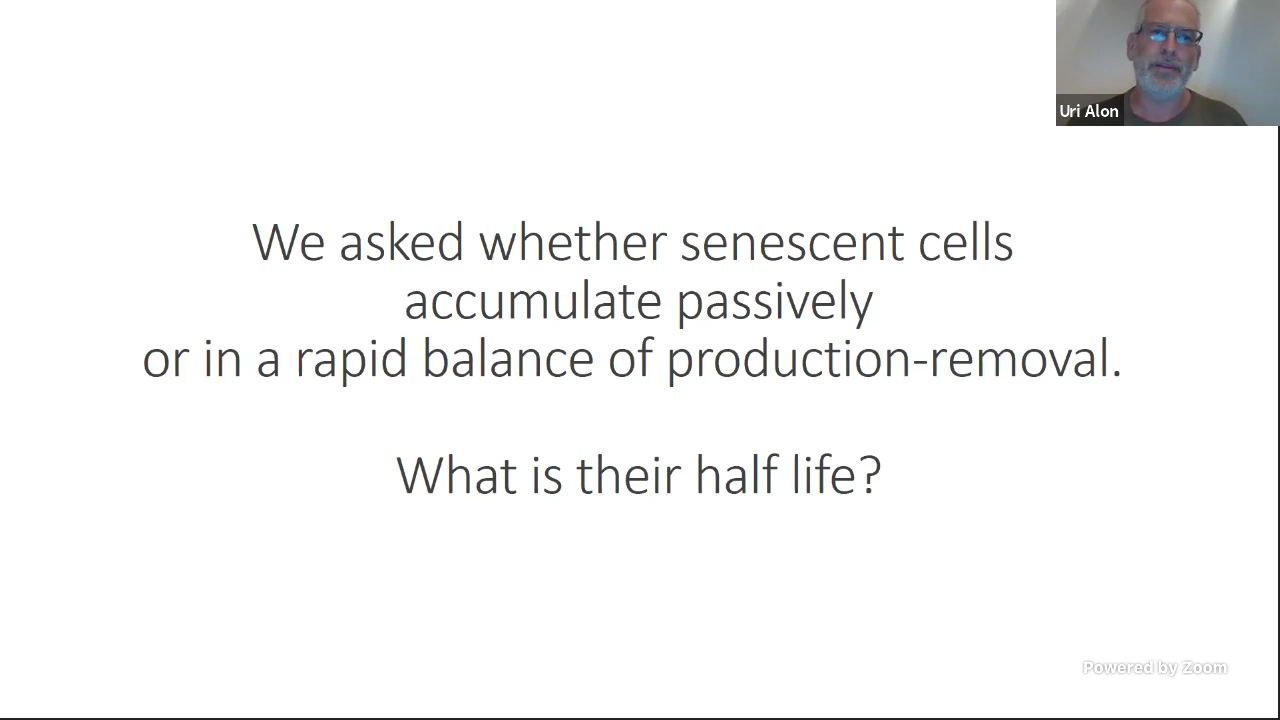 Uri Alon
We asked whether senescent cells
accumulate passively
or in a rapid balance of production-removal.
What is their half life?
Powered by Zoom